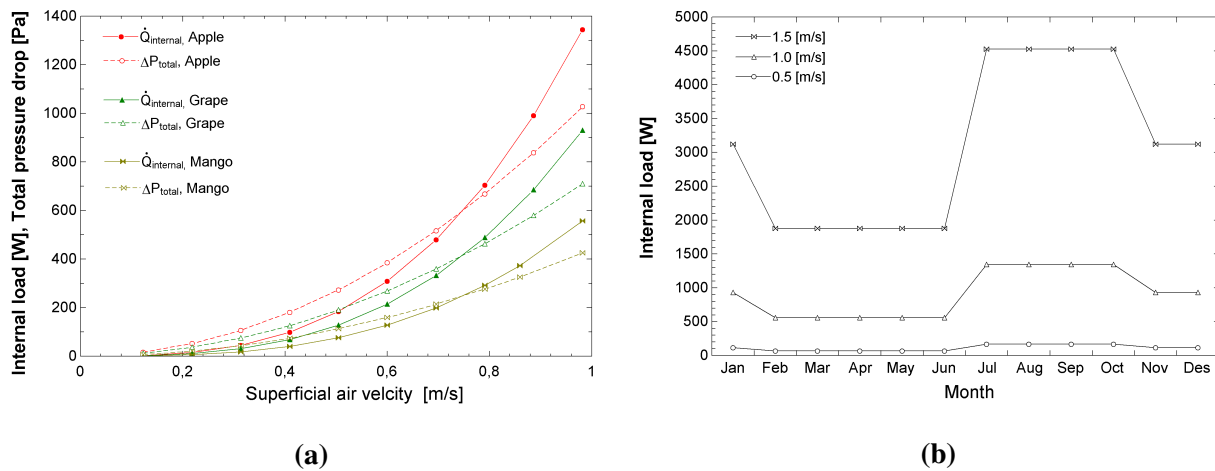 Internal load [W], Total pressure drop [Pa]
1400
1200
1000
800
600
400
200
0
Q̇internal, Apple
ΔPtotal, Apple
Q̇internal, Grape
ΔPtotal, Grape
Q̇internal, Mango
ΔPtotal, Mango
0 0,2 0,4 0,6 0,8 1
Superficial air velcity [m/s]
(a)
Internal load [W]
5000
4500
4000
3500
3000
2500
2000
1500
1000
500
0
1.5 [m/s]
1.0 [m/s]
0.5 [m/s]
Jan Feb Mar Apr May Jun Jul Aug Sep Oct Nov Des
Month
(b)